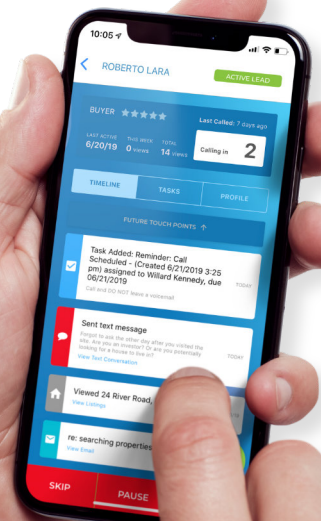 10:05
ROBERTO LARA
ACTIVE LEAD
BUYER
Last Called: 7 days ago
LAST ACTIVE
6/20/19
THIS WEEK
0 views
TOTAL
14 views
Calling in
2
TIMELINE
TASKS
PROFILE
FUTURE TOUCH POINTS ↑
Task Added: Reminder: Call
Scheduled - (Created 6/21/2019 3:25
pm) assigned to Willard Kennedy, due
06/21/2019
TODAY
Call and DO NOT leave a voicemail
Sent text message
Forgot to ask the other day after you visited the
site. Are you an investor? Or are you potentially
looking for a house to live in?
TODAY
View Text Conversation
Viewed 24 River Road,
View Listings
re: searching properties
View Email
SKIP
PAUSE